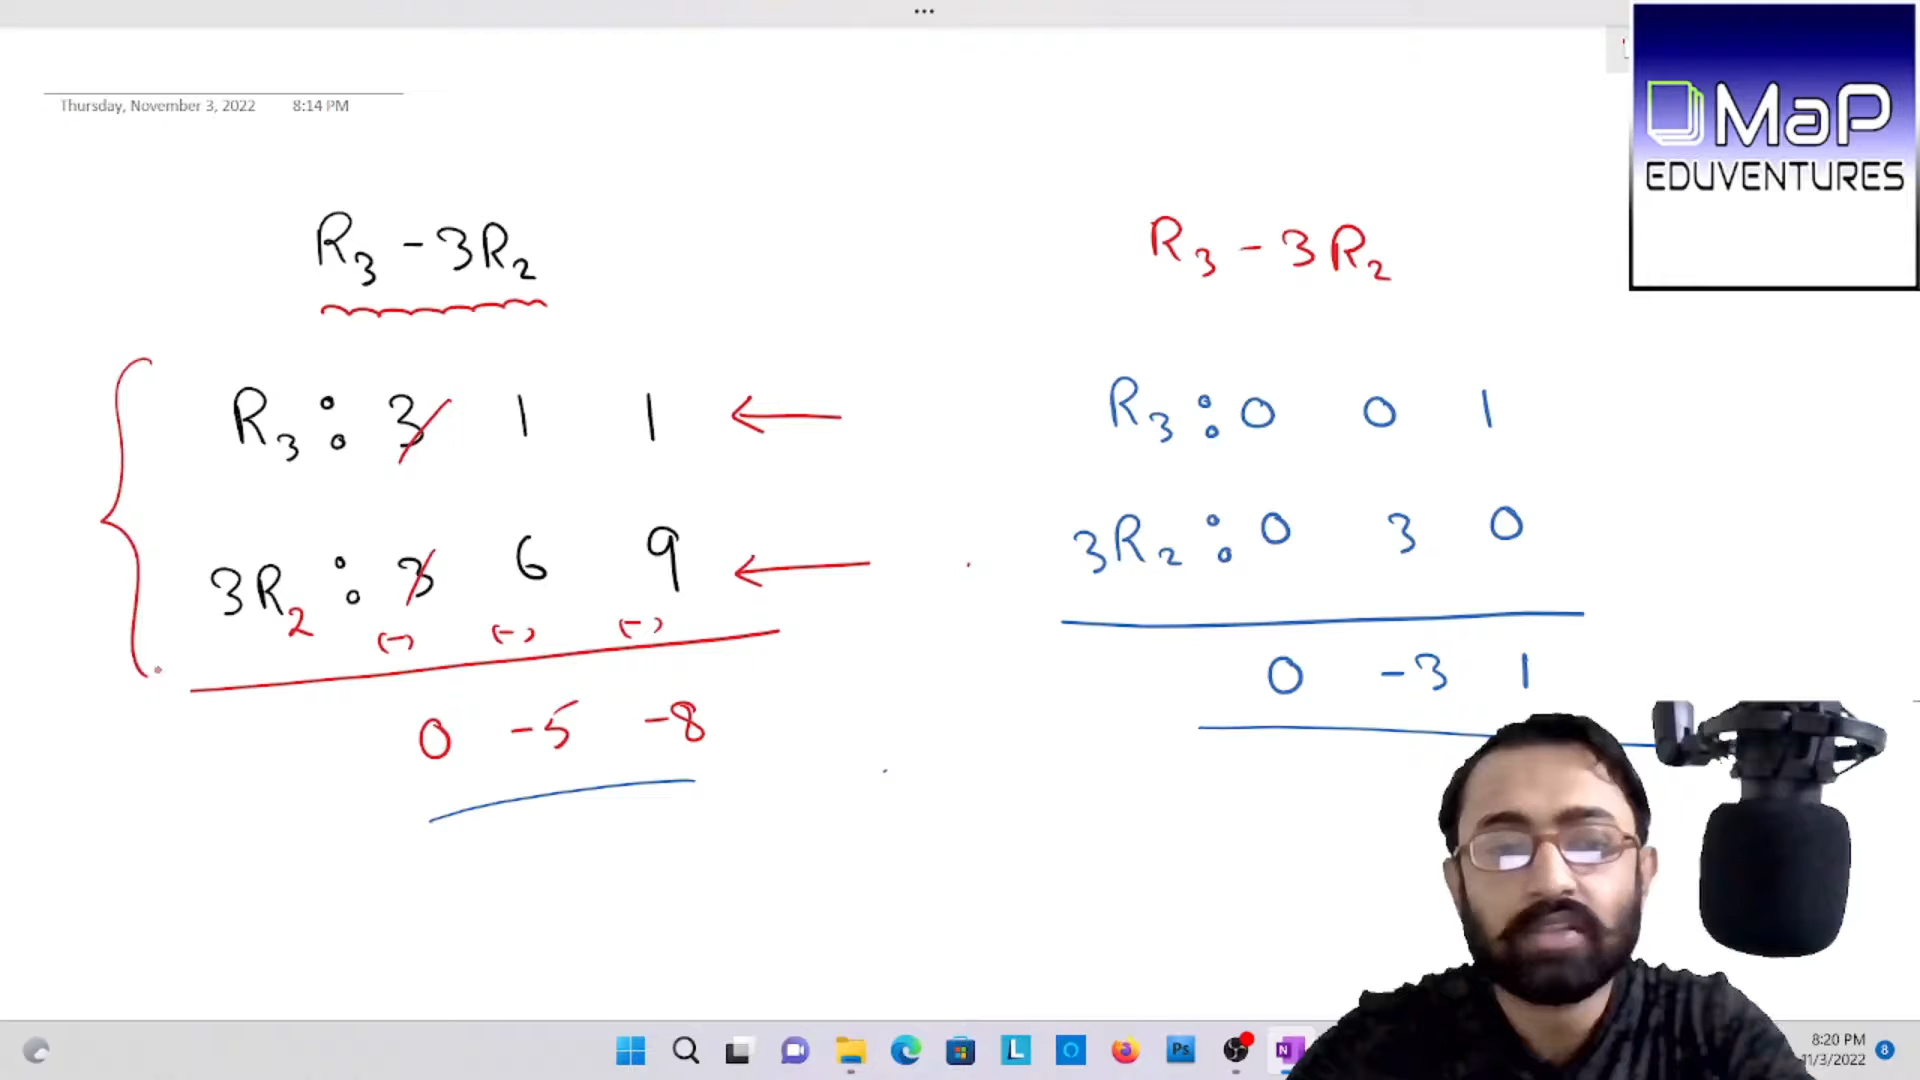 Thursday, November 3, 2022 8:14 PM
MaP
EDUVENTURES
R3 - 3R2
R3 : 3 1 1
3R2 : 3 6 9
(-) (-) (-)
0 -5 -8
R3 - 3R2
R3 : 0 0 1
3R2 : 0 3 0
0 -3 1
L
Ps
N
8:20 PM
11/3/2022
8